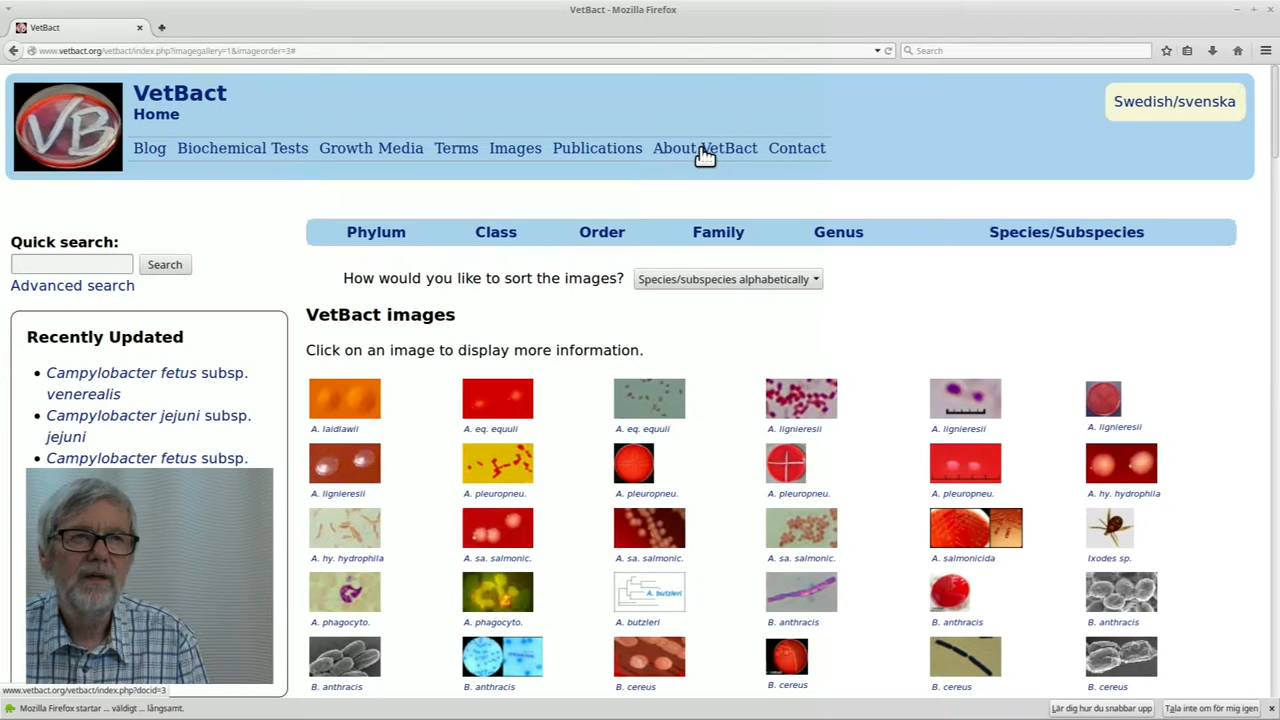 VetBact - Mozilla Firefox
VetBact
www.vetbact.org/vetbact/index.php?imagegallery=1&imageorder=3#
Search
VB
VetBact
Home
Swedish/svenska
Blog Biochemical Tests Growth Media Terms Images Publications About VetBact Contact
Phylum Class Order Family Genus Species/Subspecies
Quick search:
Search
Advanced search
How would you like to sort the images? Species/subspecies alphabetically
VetBact images
Click on an image to display more information.
Recently Updated
Campylobacter fetus subsp.
venerealis
Campylobacter jejuni subsp.
jejuni
Campylobacter fetus subsp.
A. laidlawii A. eq. equuli A. eq. equuli A. lignieresii A. lignieresii A. lignieresii
A. lignieresii A. pleuropneu. A. pleuropneu. A. pleuropneu. A. pleuropneu. A. hy. hydrophila
A. hy. hydrophila A. sa. salmonic. A. sa. salmonic. A. sa. salmonic. A. salmonicida Ixodes sp.
A. butzleri
A. phagocyto. A. phagocyto. A. butzleri B. anthracis B. anthracis B. anthracis
B. anthracis B. anthracis B. cereus B. cereus B. cereus B. cereus
www.vetbact.org/vetbact/index.php?docid=3
Mozilla Firefox startar ... väldigt ... långsamt.
Lär dig hur du snabbar upp
Tala inte om för mig igen